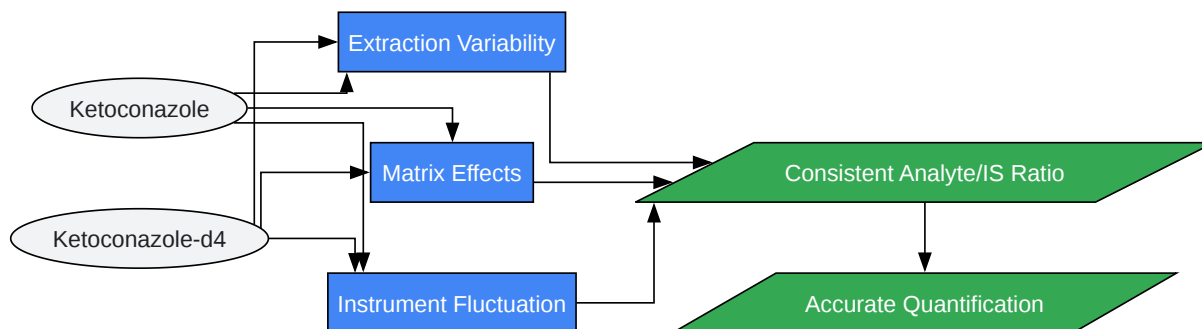 Extraction Variability
Ketoconazole
Matrix Effects
Consistent Analyte/IS Ratio
Ketoconazole-d4
Instrument Fluctuation
Accurate Quantification